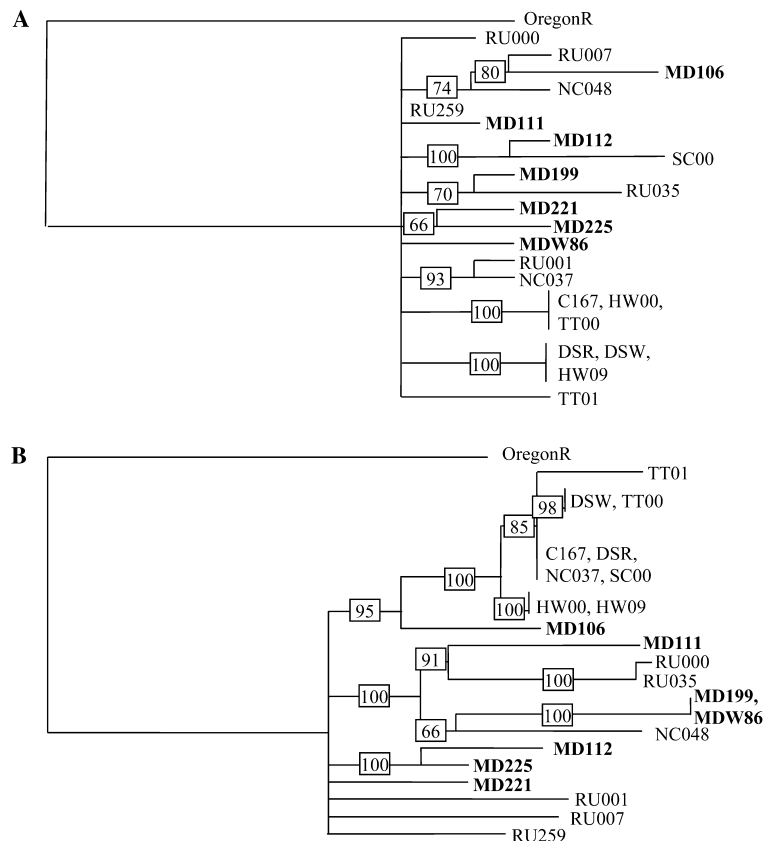 A
OregonR
RU000
RU007
80
MD106
74
NC048
RU259
MD111
MD112
100
SC00
MD199
70
RU035
MD221
66
MD225
MDW86
RU001
93
NC037
C167, HW00,
100
TT00
DSR, DSW,
100
HW09
TT01
B
OregonR
TT01
98
DSW, TT00
85
C167, DSR,
NC037, SC00
100
100
HW00, HW09
95
MD106
MD111
91
RU000
100
RU035
100
MD199,
100
MDW86
66
NC048
MD112
100
MD225
MD221
RU001
RU007
RU259